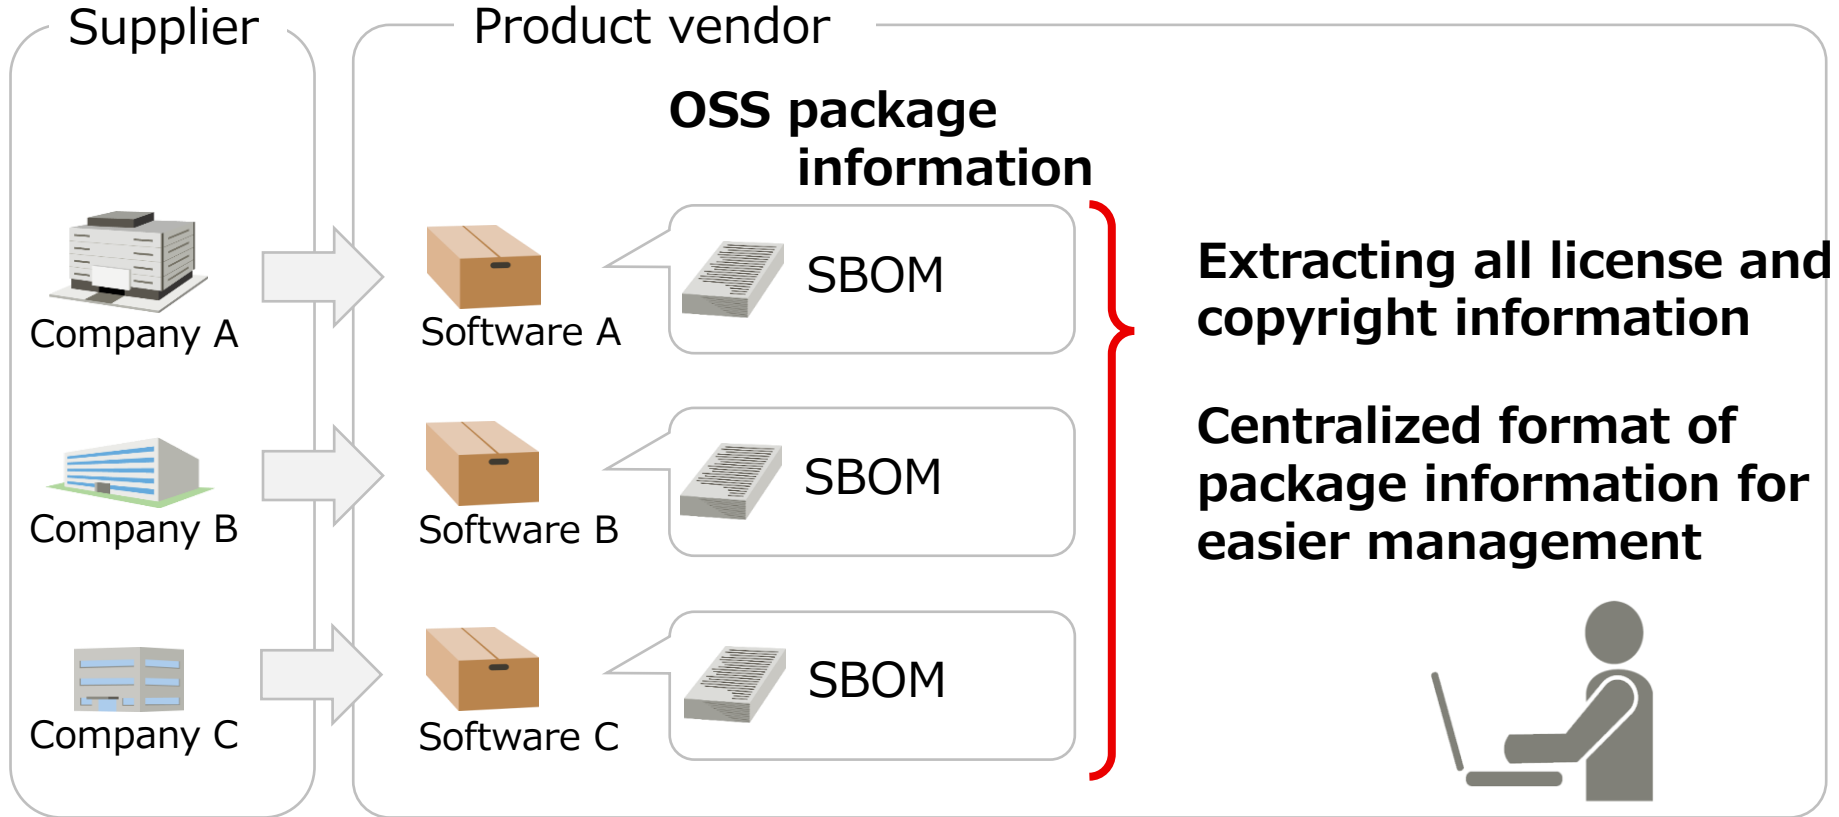 Supplier
Product vendor
OSS package
information
Company A
Software A
SBOM
Company B
Software B
SBOM
Company C
Software C
SBOM
Extracting all license and
copyright information
Centralized format of
package information for
easier management